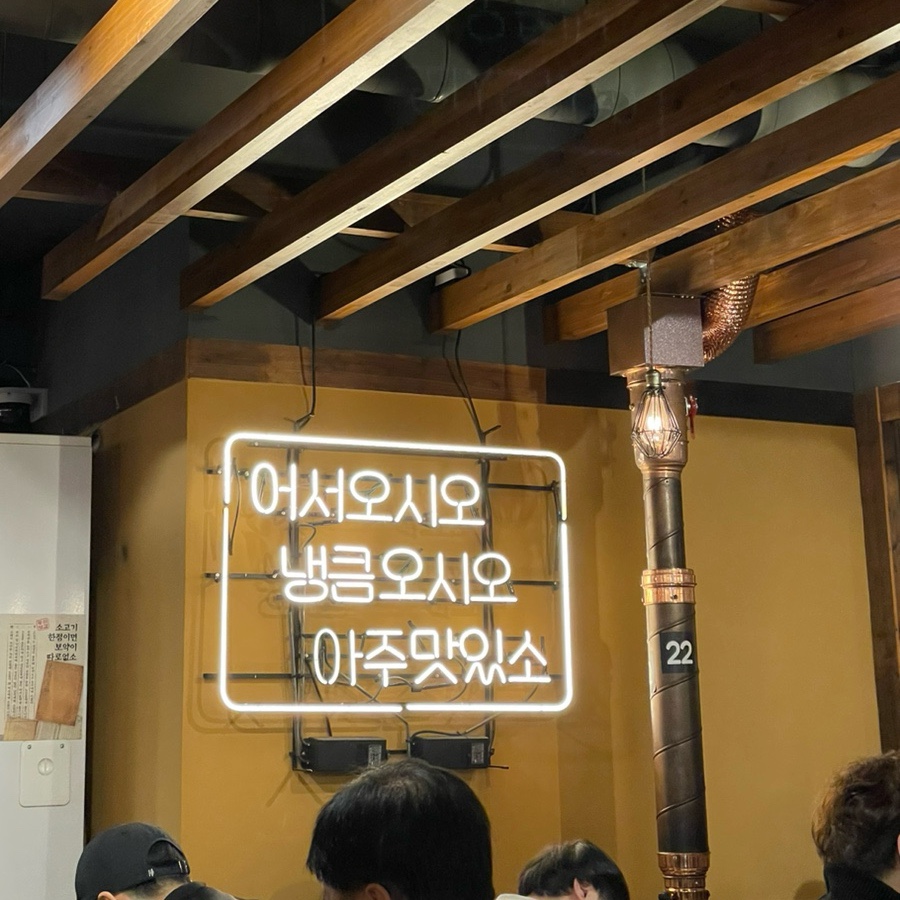 어서오시오
냉큼오시오
아주맛있소
22
소고기
한점이면
보약이
따로없소